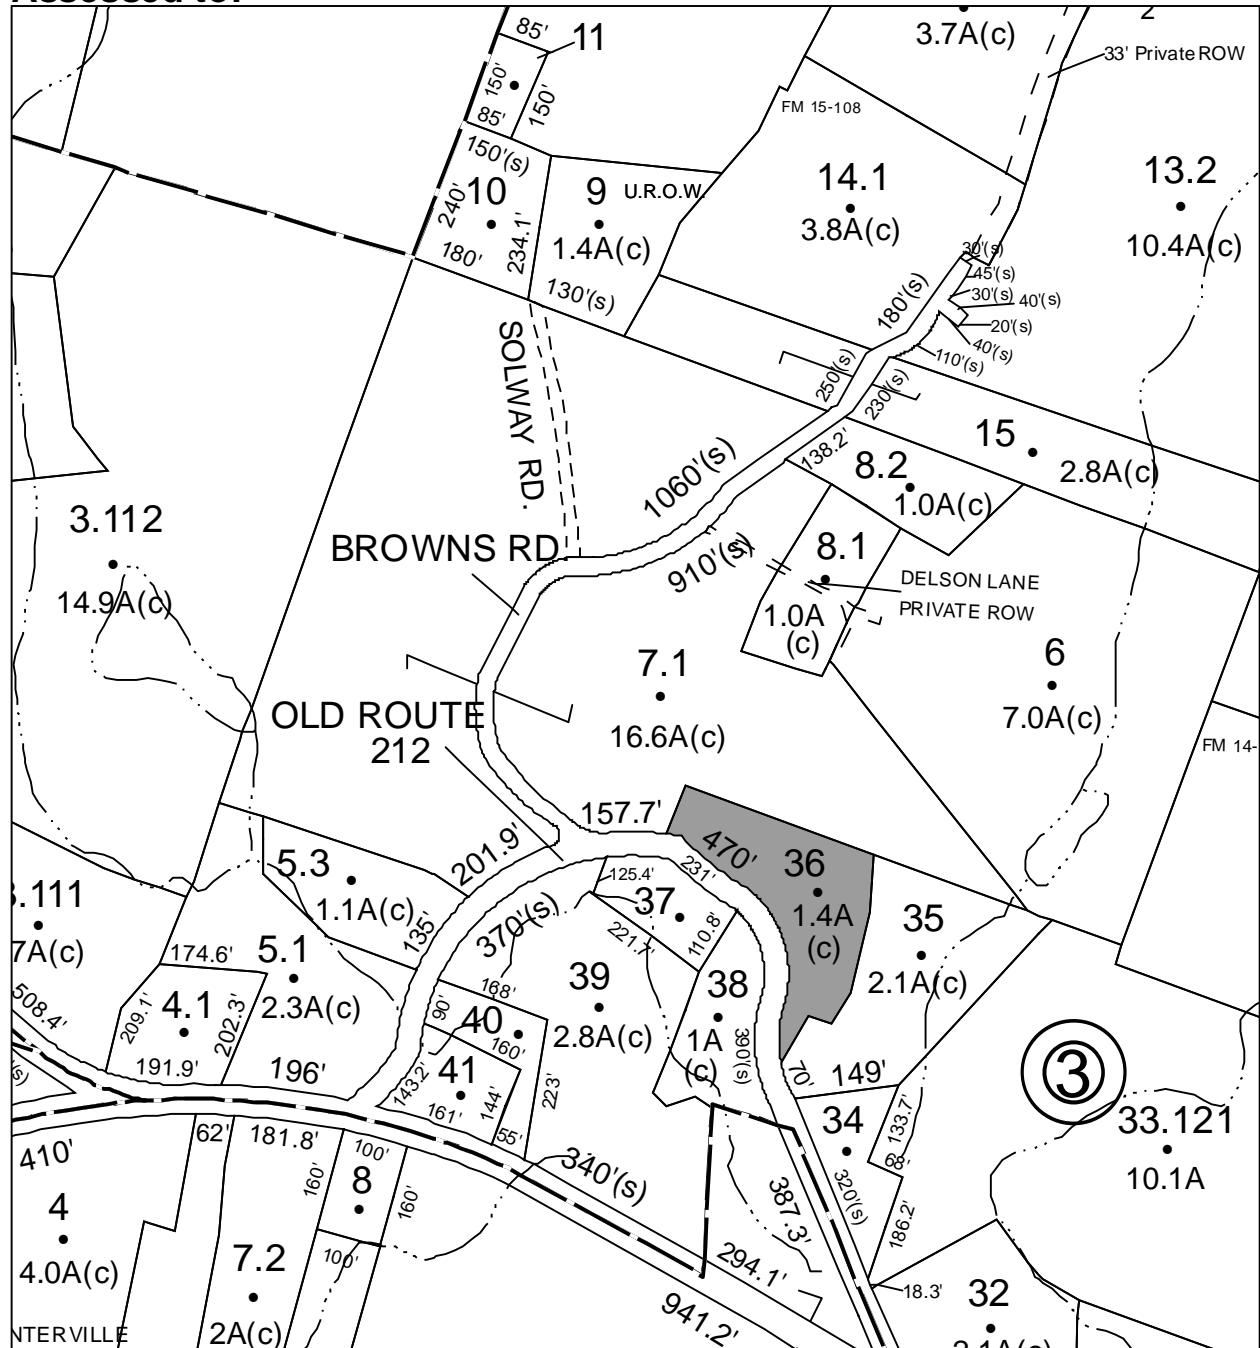 85'
11
3.7A(c)
2
33' Private ROW
150'
150'
85'
FM 15-108
150'(s)
10
240'
234.1'
180'
9
U.R.O.W.
1.4A(c)
130'(s)
14.1
3.8A(c)
13.2
10.4A(c)
30'(s)
45'(s)
30'(s)
40'(s)
20'(s)
40'(s)
110'(s)
180'(s)
250'(s)
230'(s)
SOLWAY RD.
15
2.8A(c)
138.2'
8.2
1.0A(c)
1060'(s)
3.112
14.9A(c)
BROWNS RD.
910'(s)
8.1
1.0A
(c)
DELSON LANE
PRIVATE ROW
7.1
16.6A(c)
6
7.0A(c)
OLD ROUTE
212
FM 14-
157.7'
470'
36
1.4A
(c)
201.9'
5.3
1.1A(c)
125.4'
231'
37
221.7'
110.8'
135'
370'(s)
35
2.1A(c)
3.111
7A(c)
174.6'
5.1
2.3A(c)
508.4'
209.1'
4.1
202.3'
191.9'
196'
168'
90'
40
160'
39
2.8A(c)
38
1A
(c)
390'(s)
143.2'
41
144'
161'
223'
55'
70'
149'
3
34
133.7'
68'
33.121
10.1A
(s)
410'
62'
181.8'
100'
160'
8
160'
340'(s)
387.3'
320'(s)
186.2'
4
4.0A(c)
7.2
2A(c)
100'
294.1'
941.2'
18.3'
32
NTERVILLE